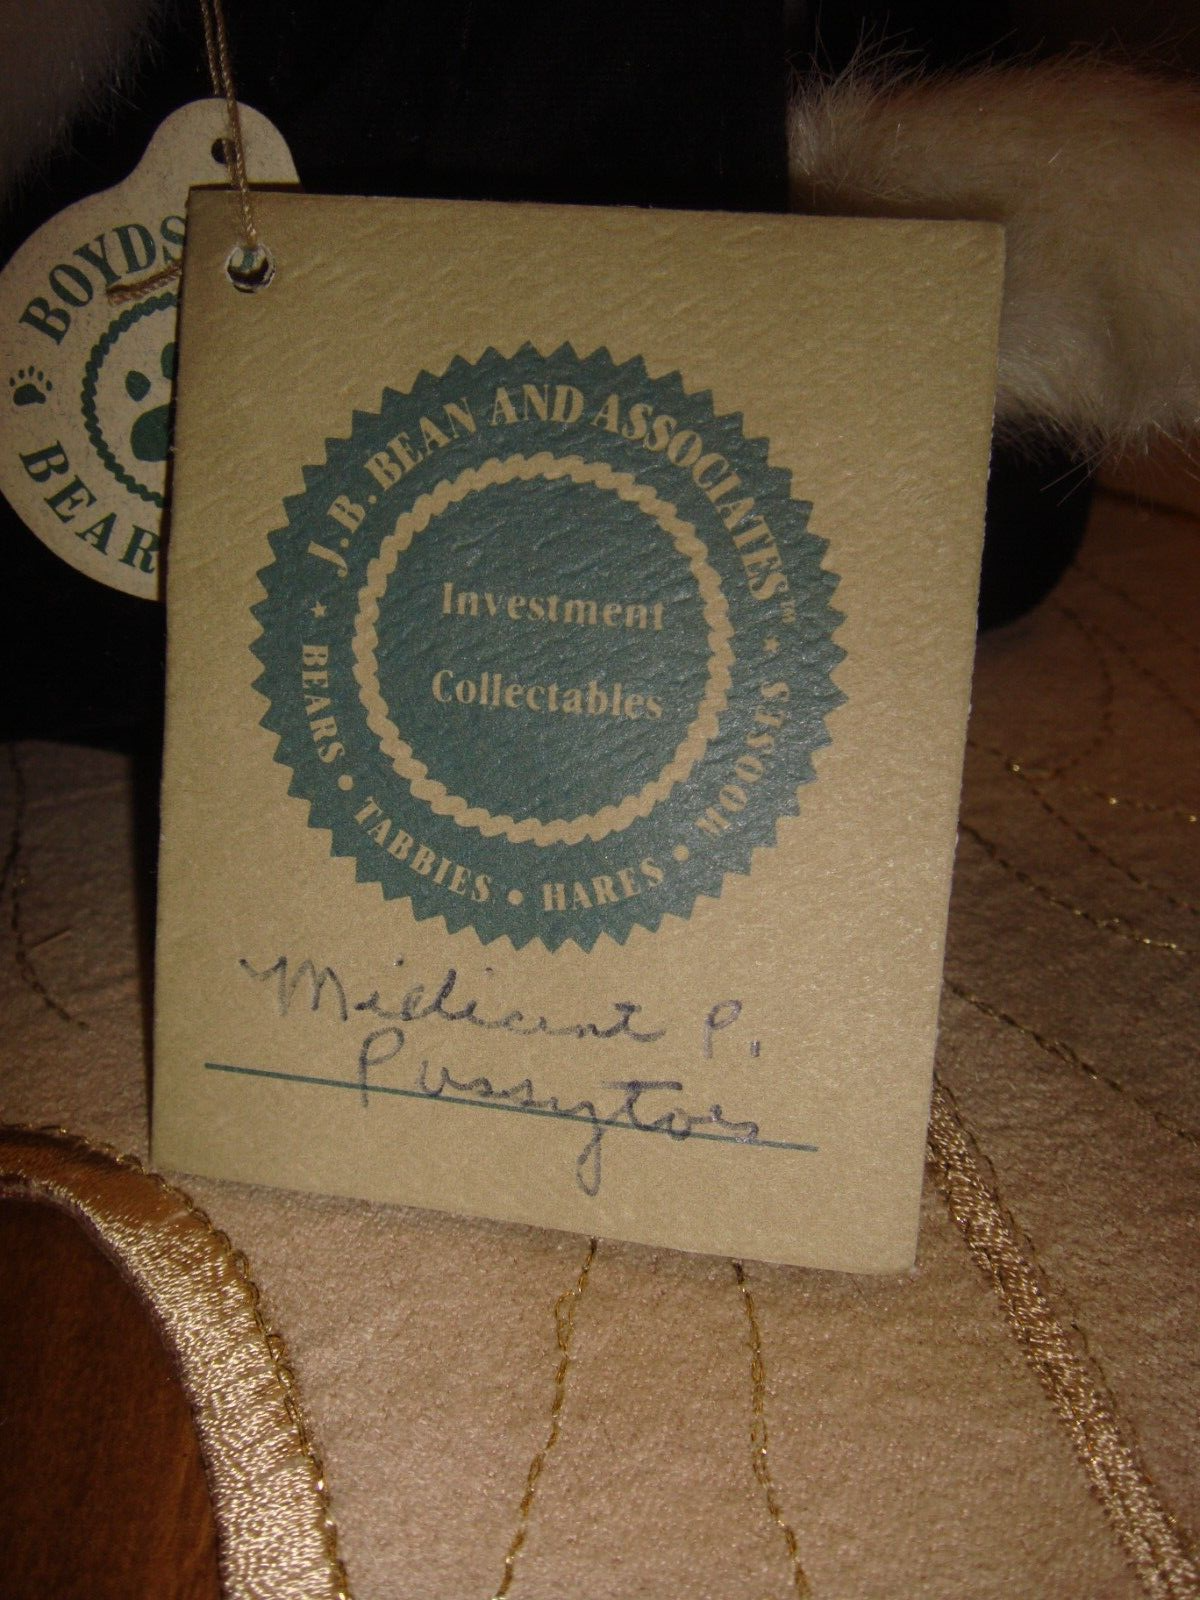 BOYDS
BEAR
J.B. BEAN AND ASSOCIATES™
Investment
Collectables
★ BEARS • TABBIES • HARES • MOOSES ★
Millicent P.
Pussytoes